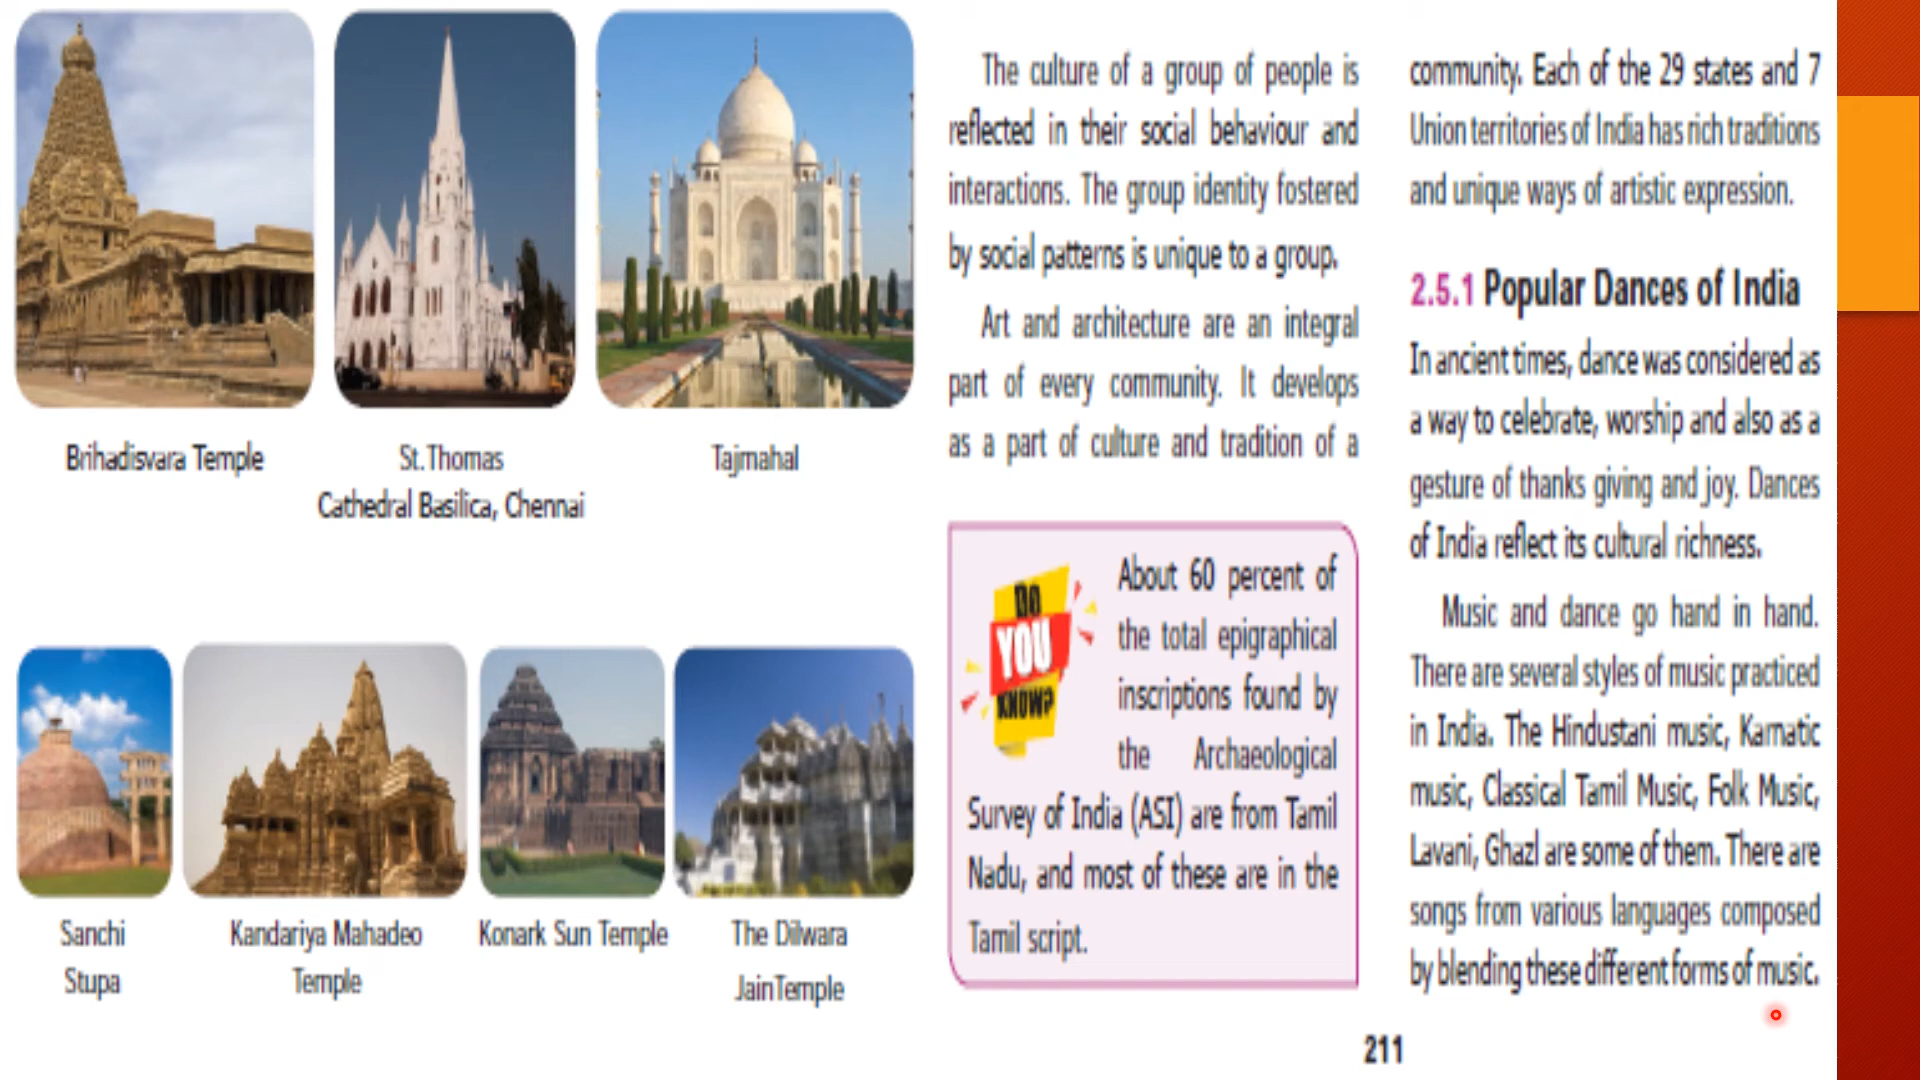 Brihadisvara Temple
St.Thomas
Cathedral Basilica, Chennai
Tajmahal
Sanchi
Stupa
Kandariya Mahadeo
Temple
Konark Sun Temple
The Dilwara
JainTemple
The culture of a group of people is
reflected in their social behaviour and
interactions. The group identity fostered
by social patterns is unique to a group.
Art and architecture are an integral
part of every community. It develops
as a part of culture and tradition of a
DO
YOU
KNOW?
About 60 percent of
the total epigraphical
inscriptions found by
the Archaeological
Survey of India (ASI) are from Tamil
Nadu, and most of these are in the
Tamil script.
community. Each of the 29 states and 7
Union territories of India has rich traditions
and unique ways of artistic expression.
2.5.1 Popular Dances of India
In ancient times, dance was considered as
a way to celebrate, worship and also as a
gesture of thanks giving and joy. Dances
of India reflect its cultural richness.
Music and dance go hand in hand.
There are several styles of music practiced
in India. The Hindustani music, Karnatic
music, Classical Tamil Music, Folk Music,
Lavani, Ghazl are some of them. There are
songs from various languages composed
by blending these different forms of music.
211